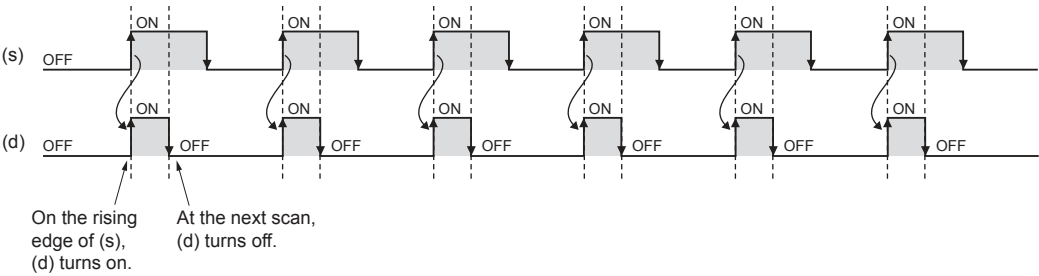 ON ON ON ON ON ON
(s) OFF
ON ON ON ON ON ON
(d) OFF OFF OFF OFF OFF OFF OFF
On the rising
edge of (s),
(d) turns on.
At the next scan,
(d) turns off.